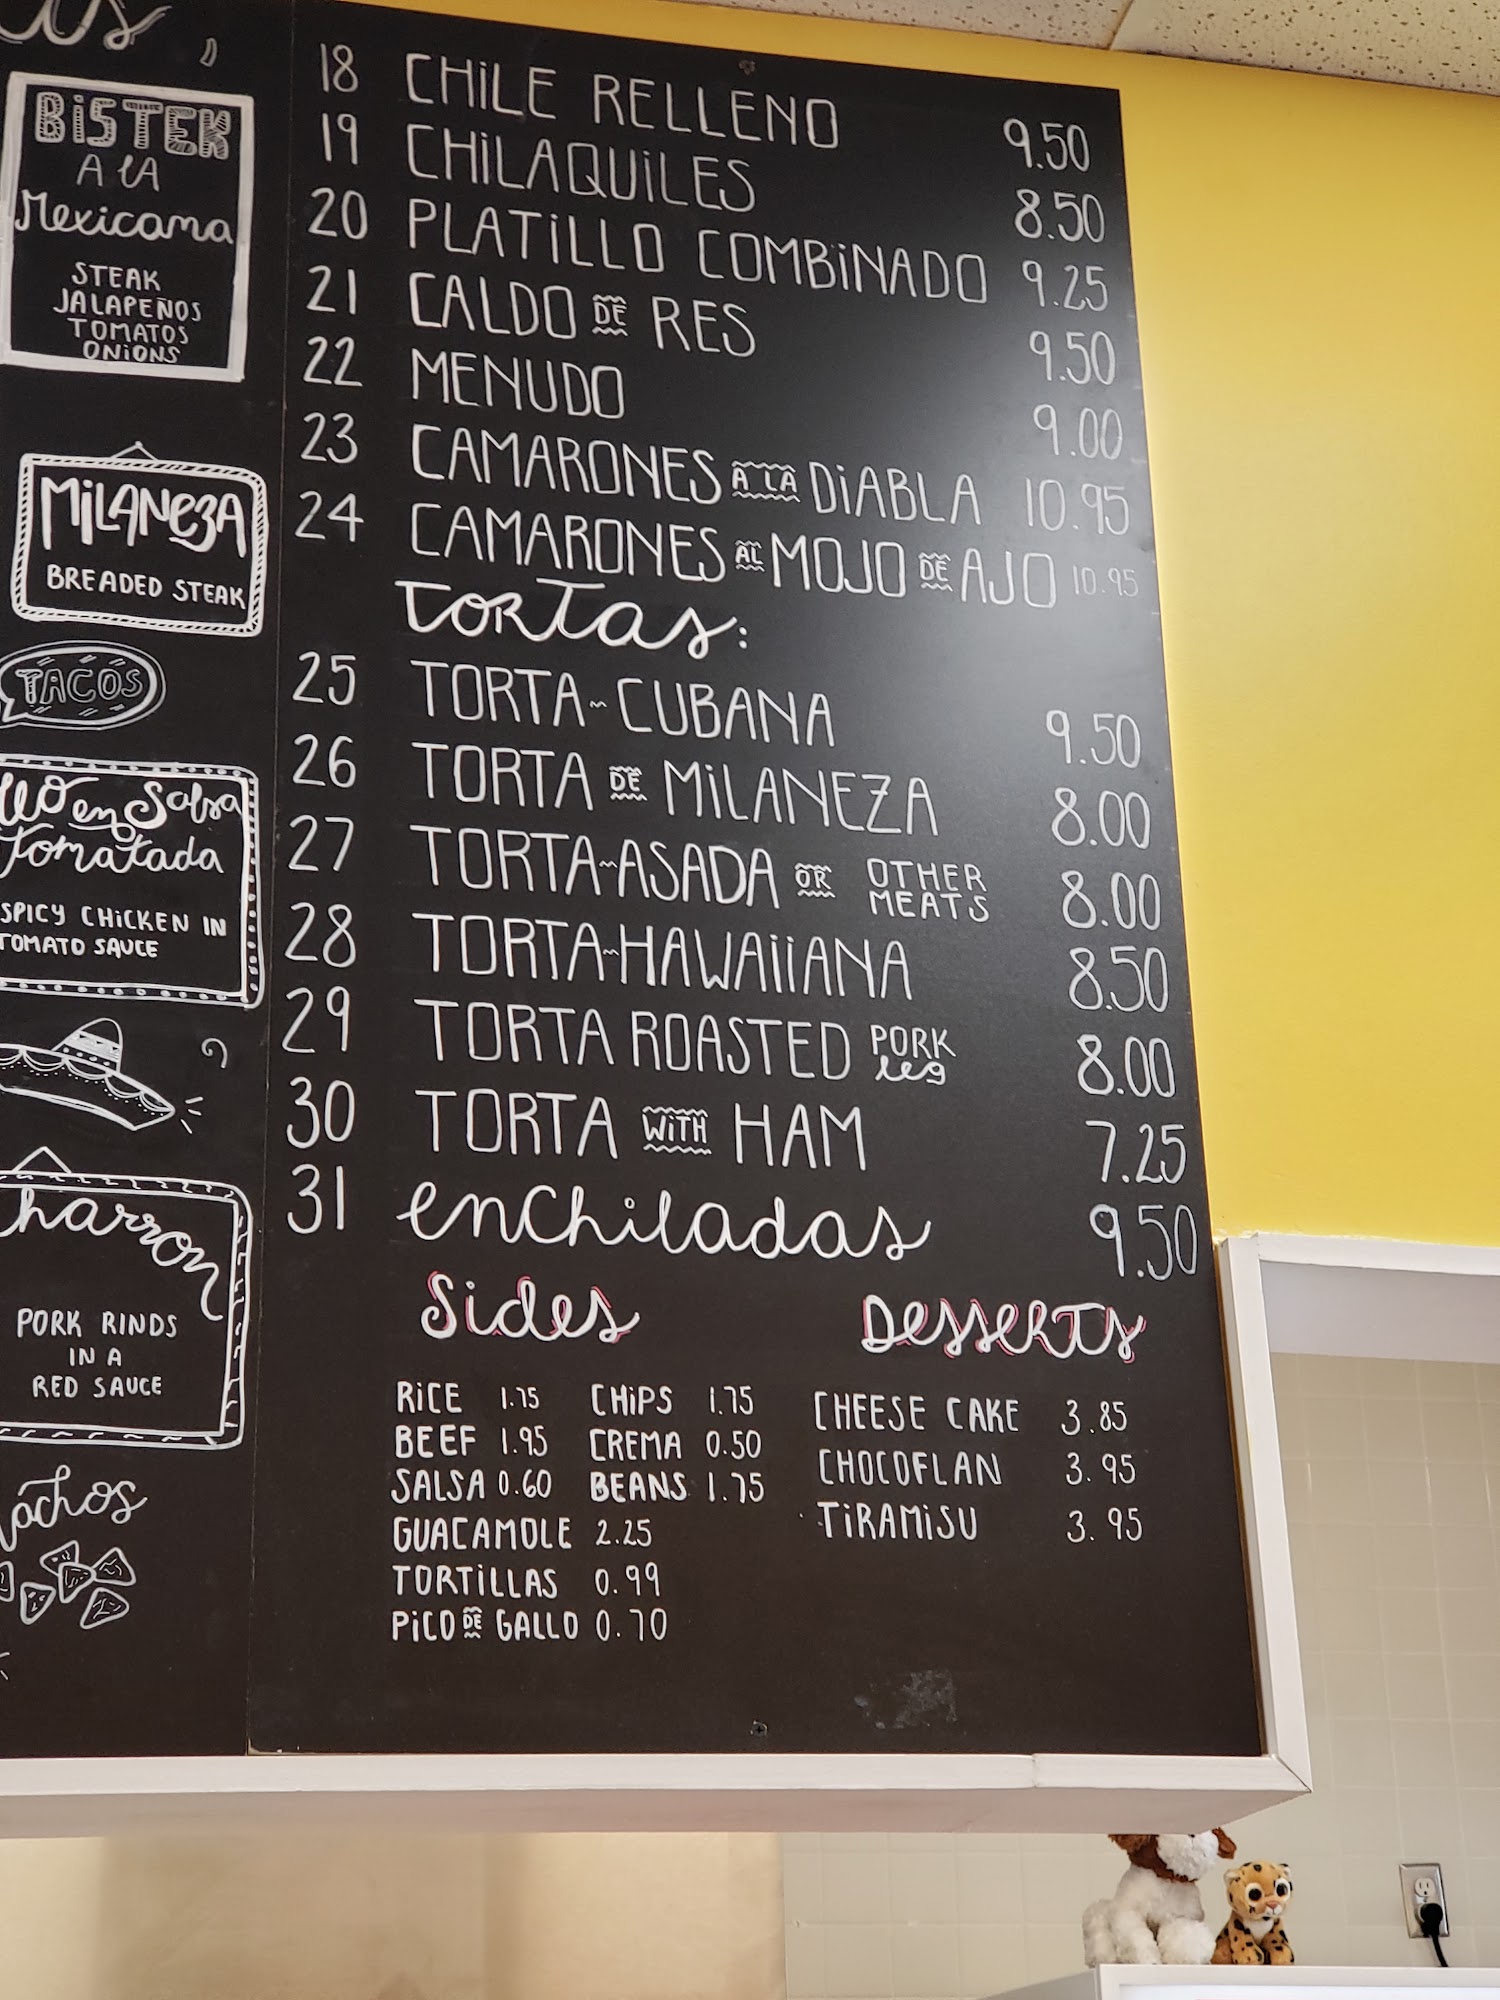 BiSTEK
A LA
Mexicana
STEAK
JALAPEÑOS
TOMATOS
ONiONS
MiLANEZA
BREADED STEAK
TACOS
en Salsa
Tomatada
SPICY CHiCKEN IN
TOMATO SAUCE
PORK RINDS
IN A
RED SAUCE
18 CHiLE RELLENO 9.50
19 CHiLAQUiLES 8.50
20 PLATiLLO COMBiNADO 9.25
21 CALDO DE RES 9.50
22 MENUDO 9.00
23 CAMARONES A LA DiABLA 10.95
24 CAMARONES AL MOJO DE AJO 10.95
TORTAS:
25 TORTA~CUBANA 9.50
26 TORTA DE MiLANEZA 8.00
27 TORTA~ASADA OR OTHER MEATS 8.00
28 TORTA~HAWAiiANA 8.50
29 TORTA ROASTED PORK leg 8.00
30 TORTA WiTH HAM 7.25
31 enchiladas 9.50
Sides
RiCE 1.75 CHiPS 1.75
BEEF 1.95 CREMA 0.50
SALSA 0.60 BEANS 1.75
GUACAMOLE 2.25
TORTiLLAS 0.99
PiCO DE GALLO 0.70
Desserts
CHEESE CAKE 3.85
CHOCOFLAN 3.95
TiRAMiSU 3.95